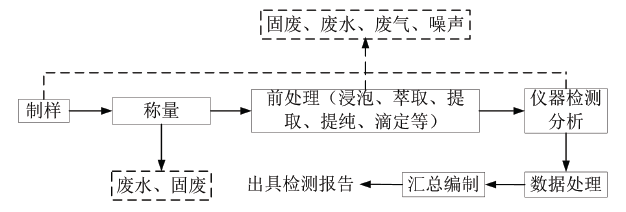 固废、废水、废气、噪声
制样
称量
前处理（浸泡、萃取、提
取、提纯、滴定等）
仪器检测
分析
废水、固废
出具检测报告
汇总编制
数据处理